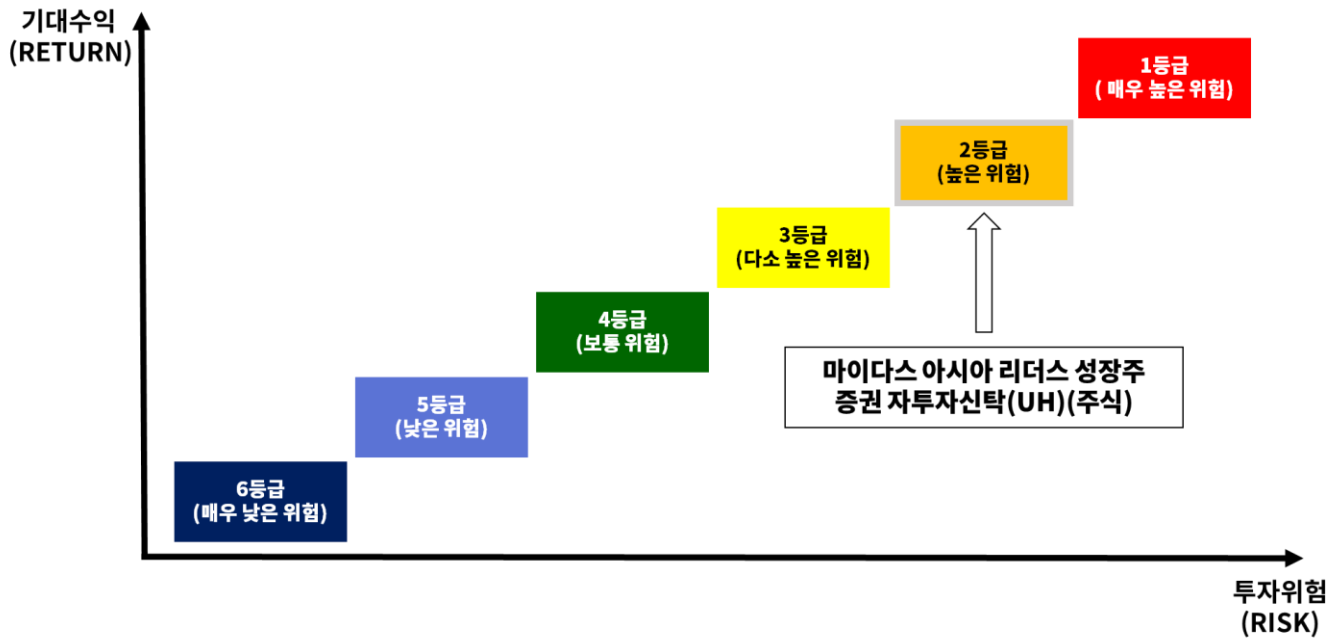 기대수익
(RETURN)
1등급
( 매우 높은 위험)
2등급
(높은 위험)
3등급
(다소 높은 위험)
4등급
(보통 위험)
마이다스 아시아 리더스 성장주
증권 자투자신탁(UH)(주식)
5등급
(낮은 위험)
6등급
(매우 낮은 위험)
투자위험
(RISK)